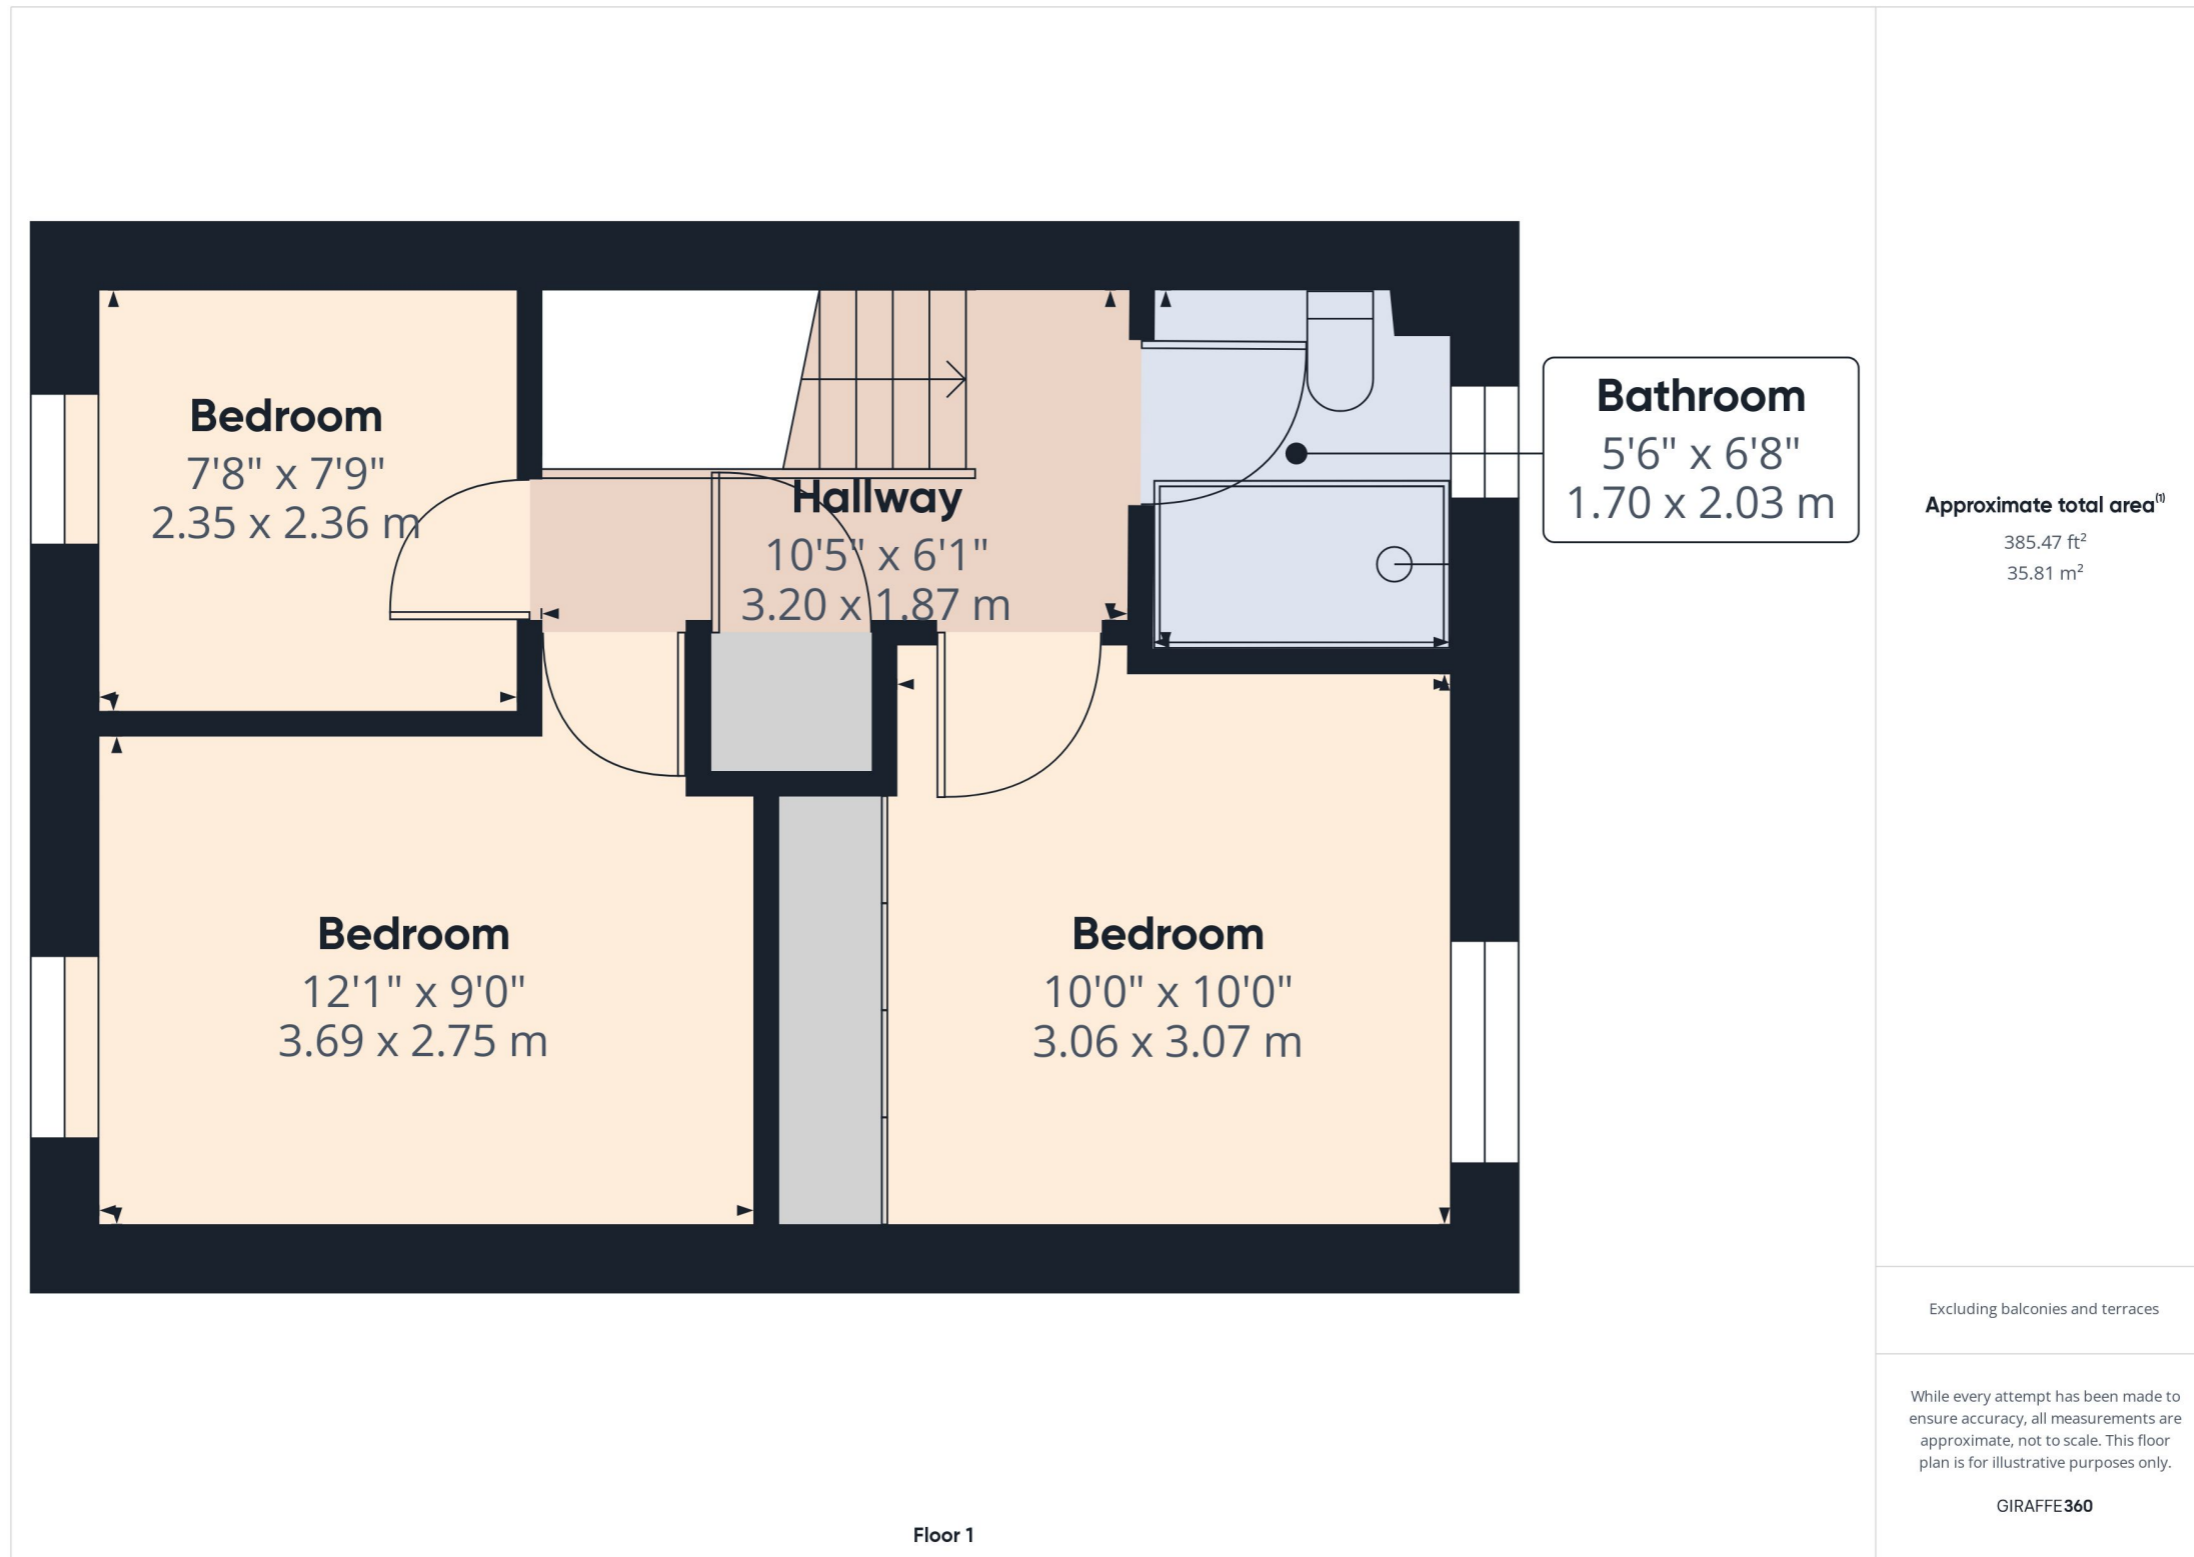 Bedroom
7'8" x 7'9"
2.35 x 2.36 m
Hallway
10'5" x 6'1"
3.20 x 1.87 m
Bathroom
5'6" x 6'8"
1.70 x 2.03 m
Bedroom
12'1" x 9'0"
3.69 x 2.75 m
Bedroom
10'0" x 10'0"
3.06 x 3.07 m
Floor 1
Approximate total area⁽¹⁾
385.47 ft²
35.81 m²
Excluding balconies and terraces
While every attempt has been made to
ensure accuracy, all measurements are
approximate, not to scale. This floor
plan is for illustrative purposes only.
GIRAFFE360